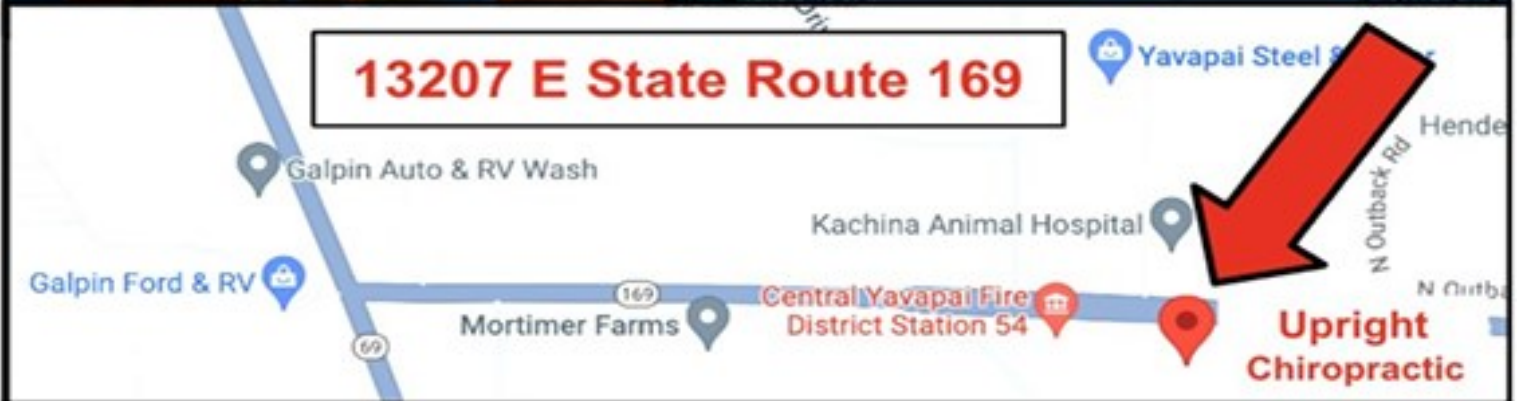 13207 E State Route 169
Yavapai Steel &
Galpin Auto & RV Wash
Kachina Animal Hospital
N Outback Rd
Galpin Ford & RV
169
Central Yavapai Fire
District Station 54
Mortimer Farms
69
Upright
Chiropractic